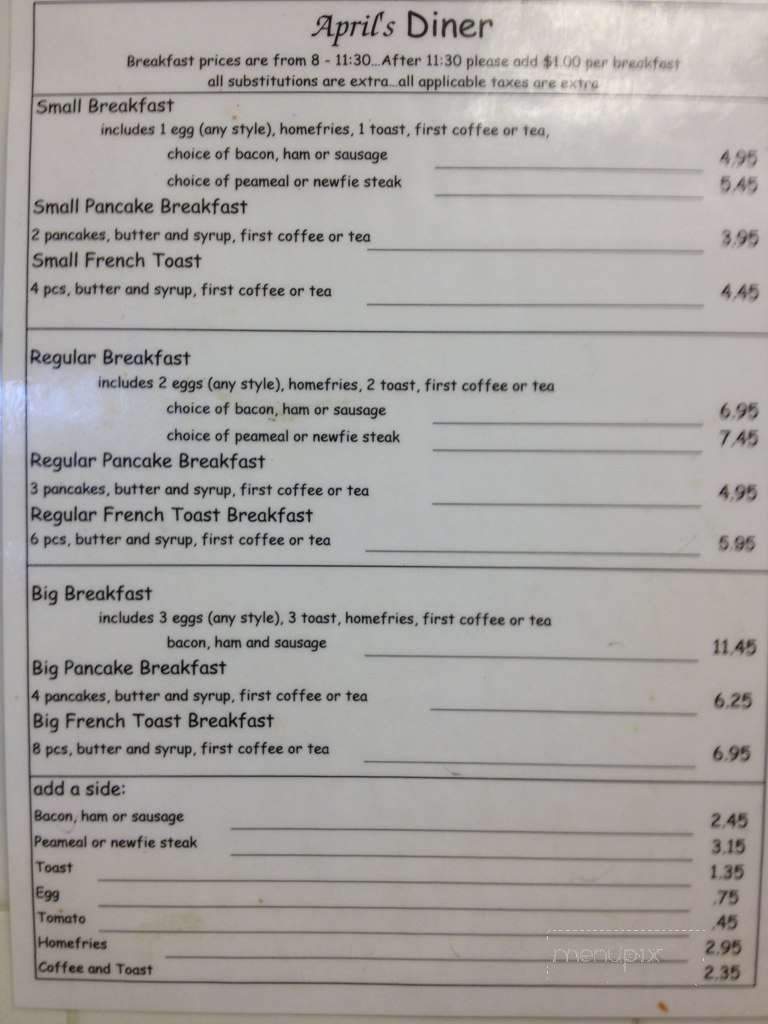 April's Diner
Breakfast prices are from 8 - 11:30...After 11:30 please add $1.00 per breakfast
all substitutions are extra...all applicable taxes are extra
Small Breakfast
includes 1 egg (any style), homefries, 1 toast, first coffee or tea,
choice of bacon, ham or sausage 4.95
choice of peameal or newfie steak 5.45
Small Pancake Breakfast
2 pancakes, butter and syrup, first coffee or tea 3.95
Small French Toast
4 pcs, butter and syrup, first coffee or tea 4.45
Regular Breakfast
includes 2 eggs (any style), homefries, 2 toast, first coffee or tea
choice of bacon, ham or sausage 6.95
choice of peameal or newfie steak 7.45
Regular Pancake Breakfast
3 pancakes, butter and syrup, first coffee or tea 4.95
Regular French Toast Breakfast
6 pcs, butter and syrup, first coffee or tea 5.95
Big Breakfast
includes 3 eggs (any style), 3 toast, homefries, first coffee or tea
bacon, ham and sausage 11.45
Big Pancake Breakfast
4 pancakes, butter and syrup, first coffee or tea 6.25
Big French Toast Breakfast
8 pcs, butter and syrup, first coffee or tea 6.95
add a side:
Bacon, ham or sausage 2.45
Peameal or newfie steak 3.15
Toast 1.35
Egg .75
Tomato .45
Homefries 2.95
Coffee and Toast 2.35
menupix